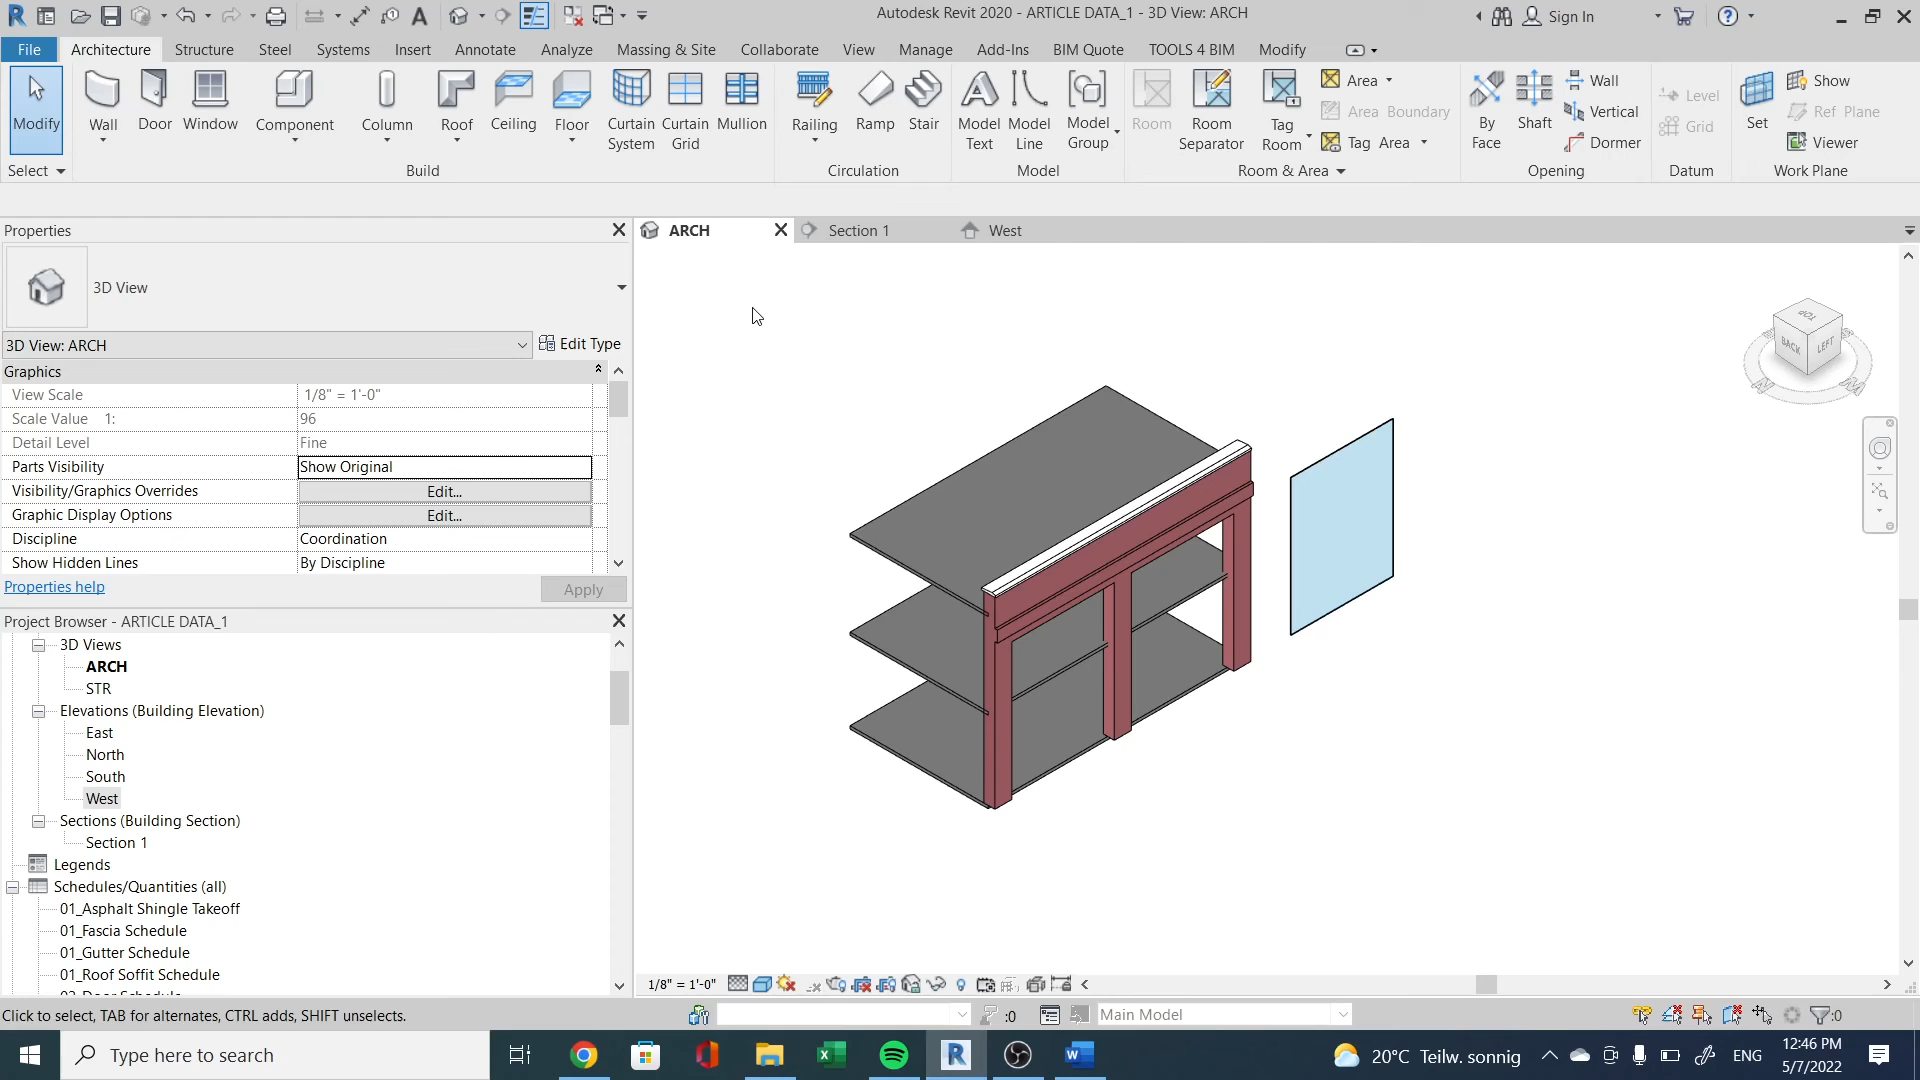 Autodesk Revit 2020 - ARTICLE DATA_1 - 3D View: ARCH
Sign In
File Architecture Structure Steel Systems Insert Annotate Analyze Massing & Site Collaborate View Manage Add-Ins BIM Quote TOOLS 4 BIM Modify
Modify
Wall
Door
Window
Component
Column
Roof
Ceiling
Floor
Curtain System
Curtain Grid
Mullion
Railing
Ramp
Stair
Model Text
Model Line
Model Group
Room
Room Separator
Tag Room
Area
Area Boundary
Tag Area
By Face
Shaft
Wall
Vertical
Dormer
Level
Grid
Set
Show
Ref Plane
Viewer
Select Build Circulation Model Room & Area Opening Datum Work Plane
Properties
3D View
3D View: ARCH
Edit Type
Graphics
View Scale 1/8" = 1'-0"
Scale Value 1: 96
Detail Level Fine
Parts Visibility Show Original
Visibility/Graphics Overrides Edit...
Graphic Display Options Edit...
Discipline Coordination
Show Hidden Lines By Discipline
Properties help
Apply
Project Browser - ARTICLE DATA_1
3D Views
ARCH
STR
Elevations (Building Elevation)
East
North
South
West
Sections (Building Section)
Section 1
Legends
Schedules/Quantities (all)
01_Asphalt Shingle Takeoff
01_Fascia Schedule
01_Gutter Schedule
01_Roof Soffit Schedule
ARCH
Section 1
West
TOP
BACK
LEFT
1/8" = 1'-0"
Click to select, TAB for alternates, CTRL adds, SHIFT unselects.
:0
Main Model
:0
Type here to search
20°C Teilw. sonnig
ENG
12:46 PM
5/7/2022